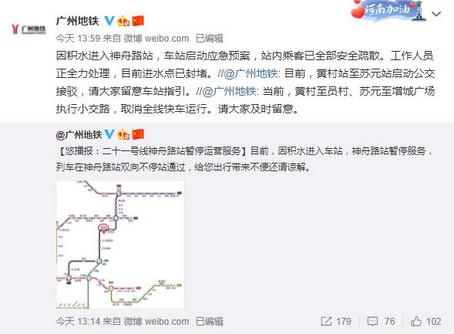 河南加油
广州地铁
广州地铁
今天 13:59 来自 微博 weibo.com 已编辑
因积水进入神舟路站，车站启动应急预案，站内乘客已全部安全疏散。工作人员
正全力处理，目前进水点已封堵。//@广州地铁: 目前，黄村站至苏元站启动公交
接驳，请大家留意车站指引。//@广州地铁: 当前，黄村至员村、苏元至增城广场
执行小交路，取消全线快车运行。请大家及时留意。
@广州地铁
【悠播报：二十一号线神舟路站暂停运营服务】目前，因积水进入车站，神舟路站暂停服务，
列车在神舟路站双向不停站通过，给您出行带来不便还请谅解。
今天 13:14 来自 微博 weibo.com 已编辑
179 76 102